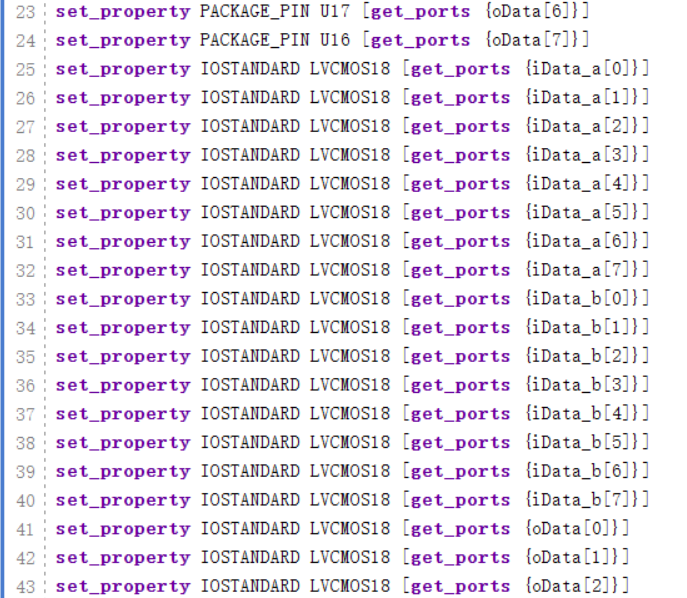 23 set_property PACKAGE_PIN U17 [get_ports {oData[6]}]
24 set_property PACKAGE_PIN U16 [get_ports {oData[7]}]
25 set_property IOSTANDARD LVCMOS18 [get_ports {iData_a[0]}]
26 set_property IOSTANDARD LVCMOS18 [get_ports {iData_a[1]}]
27 set_property IOSTANDARD LVCMOS18 [get_ports {iData_a[2]}]
28 set_property IOSTANDARD LVCMOS18 [get_ports {iData_a[3]}]
29 set_property IOSTANDARD LVCMOS18 [get_ports {iData_a[4]}]
30 set_property IOSTANDARD LVCMOS18 [get_ports {iData_a[5]}]
31 set_property IOSTANDARD LVCMOS18 [get_ports {iData_a[6]}]
32 set_property IOSTANDARD LVCMOS18 [get_ports {iData_a[7]}]
33 set_property IOSTANDARD LVCMOS18 [get_ports {iData_b[0]}]
34 set_property IOSTANDARD LVCMOS18 [get_ports {iData_b[1]}]
35 set_property IOSTANDARD LVCMOS18 [get_ports {iData_b[2]}]
36 set_property IOSTANDARD LVCMOS18 [get_ports {iData_b[3]}]
37 set_property IOSTANDARD LVCMOS18 [get_ports {iData_b[4]}]
38 set_property IOSTANDARD LVCMOS18 [get_ports {iData_b[5]}]
39 set_property IOSTANDARD LVCMOS18 [get_ports {iData_b[6]}]
40 set_property IOSTANDARD LVCMOS18 [get_ports {iData_b[7]}]
41 set_property IOSTANDARD LVCMOS18 [get_ports {oData[0]}]
42 set_property IOSTANDARD LVCMOS18 [get_ports {oData[1]}]
43 set_property IOSTANDARD LVCMOS18 [get_ports {oData[2]}]